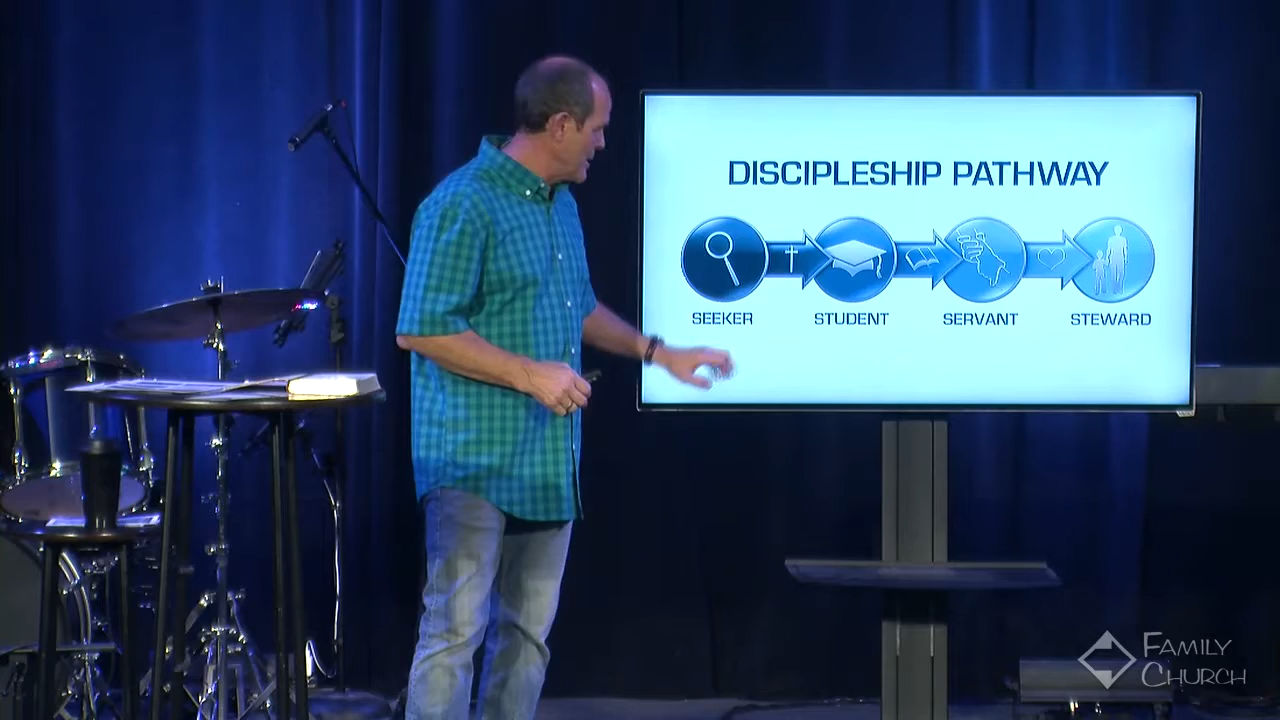 DISCIPLESHIP PATHWAY
SEEKER
STUDENT
SERVANT
STEWARD
FAMILY
CHURCH